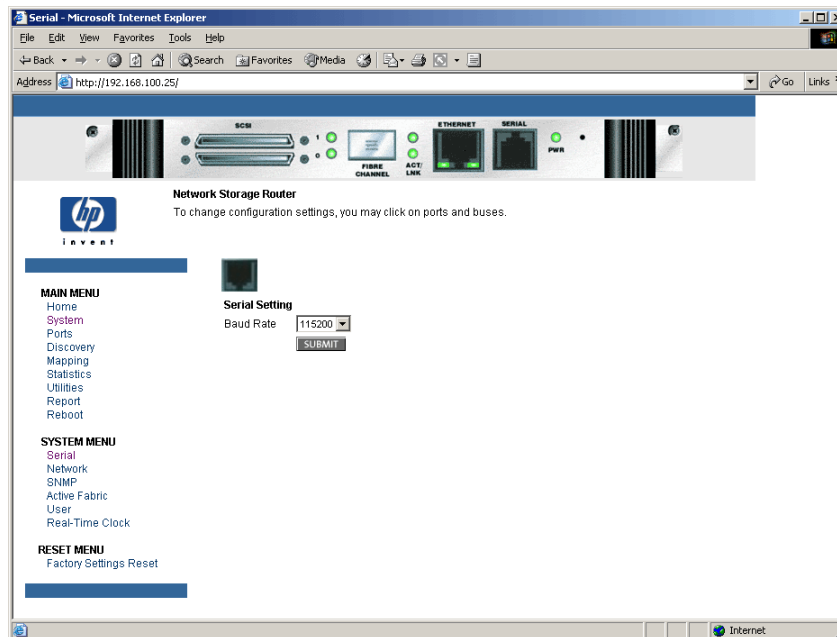 Serial - Microsoft Internet Explorer
File Edit View Favorites Tools Help
Back Search Favorites Media
Address http://192.168.100.25/ Go Links
SCSI ETHERNET SERIAL
1
0
FIBRE CHANNEL
ACT/ LNK
PWR
Network Storage Router
To change configuration settings, you may click on ports and buses.
hp
invent
MAIN MENU
Home
System
Ports
Discovery
Mapping
Statistics
Utilities
Report
Reboot
SYSTEM MENU
Serial
Network
SNMP
Active Fabric
User
Real-Time Clock
RESET MENU
Factory Settings Reset
Serial Setting
Baud Rate 115200
SUBMIT
Internet